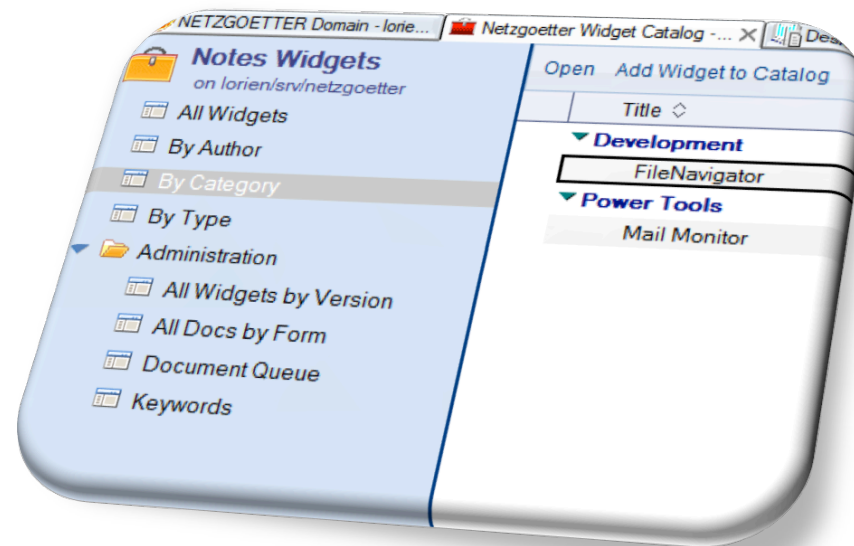 NETZGOETTER Domain - lorie...
Netzgoetter Widget Catalog -...
Notes Widgets
on lorien/srv/netzgoetter
All Widgets
By Author
By Category
By Type
Administration
All Widgets by Version
All Docs by Form
Document Queue
Keywords
Open Add Widget to Catalog
Title
Development
FileNavigator
Power Tools
Mail Monitor